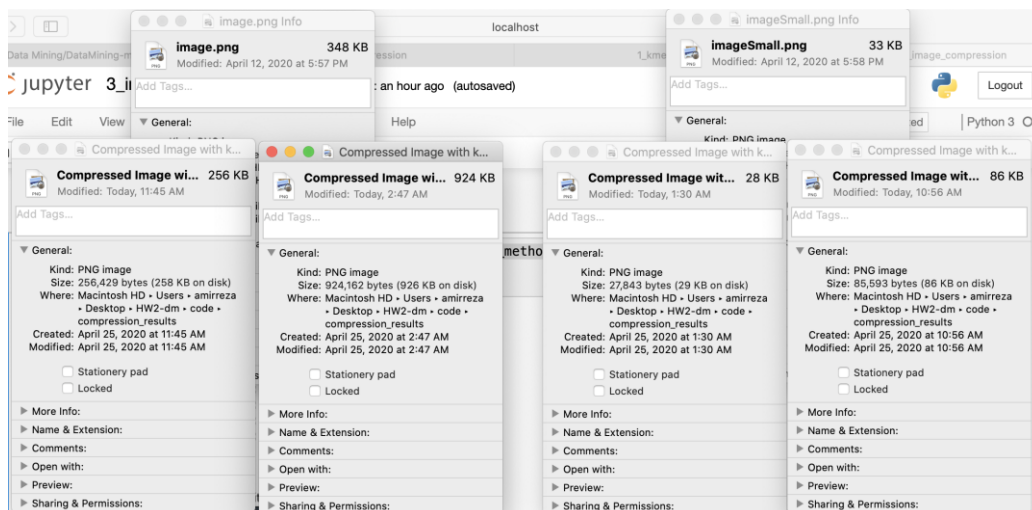 image.png Info
imageSmall.png Info
localhost
image.png 348 KB
Modified: April 12, 2020 at 5:57 PM
imageSmall.png 33 KB
Modified: April 12, 2020 at 5:58 PM
Data Mining/DataMining-m
ession
1_kme
_image_compression
Add Tags...
Add Tags...
jupyter 3_i
: an hour ago (autosaved)
Logout
File Edit View
General:
Help
General:
ed
Python 3
Kind: PNG image
Compressed Image with k...
Compressed Image with k...
Compressed Image with k...
Compressed Image with k...
Compressed Image wi... 256 KB
Modified: Today, 11:45 AM
Add Tags...
General:
Kind: PNG image
Size: 256,429 bytes (258 KB on disk)
Where: Macintosh HD ▸ Users ▸ amirreza
▸ Desktop ▸ HW2-dm ▸ code ▸
compression_results
Created: April 25, 2020 at 11:45 AM
Modified: April 25, 2020 at 11:45 AM
Stationery pad
Locked
More Info:
Name & Extension:
Comments:
Open with:
Preview:
Sharing & Permissions:
Compressed Image wi... 924 KB
Modified: Today, 2:47 AM
Add Tags...
General:
Kind: PNG image
Size: 924,162 bytes (926 KB on disk)
Where: Macintosh HD ▸ Users ▸ amirreza
▸ Desktop ▸ HW2-dm ▸ code ▸
compression_results
Created: April 25, 2020 at 2:47 AM
Modified: April 25, 2020 at 2:47 AM
Stationery pad
Locked
More Info:
Name & Extension:
Comments:
Open with:
Preview:
Sharing & Permissions:
_metho
Compressed Image wit... 28 KB
Modified: Today, 1:30 AM
Add Tags...
General:
Kind: PNG image
Size: 27,843 bytes (29 KB on disk)
Where: Macintosh HD ▸ Users ▸ amirreza
▸ Desktop ▸ HW2-dm ▸ code ▸
compression_results
Created: April 25, 2020 at 1:30 AM
Modified: April 25, 2020 at 1:30 AM
Stationery pad
Locked
More Info:
Name & Extension:
Comments:
Open with:
Preview:
Sharing & Permissions:
Compressed Image wit... 86 KB
Modified: Today, 10:56 AM
Add Tags...
General:
Kind: PNG image
Size: 85,593 bytes (86 KB on disk)
Where: Macintosh HD ▸ Users ▸ amirreza
▸ Desktop ▸ HW2-dm ▸ code ▸
compression_results
Created: April 25, 2020 at 10:56 AM
Modified: April 25, 2020 at 10:56 AM
Stationery pad
Locked
More Info:
Name & Extension:
Comments:
Open with:
Preview:
Sharing & Permissions: